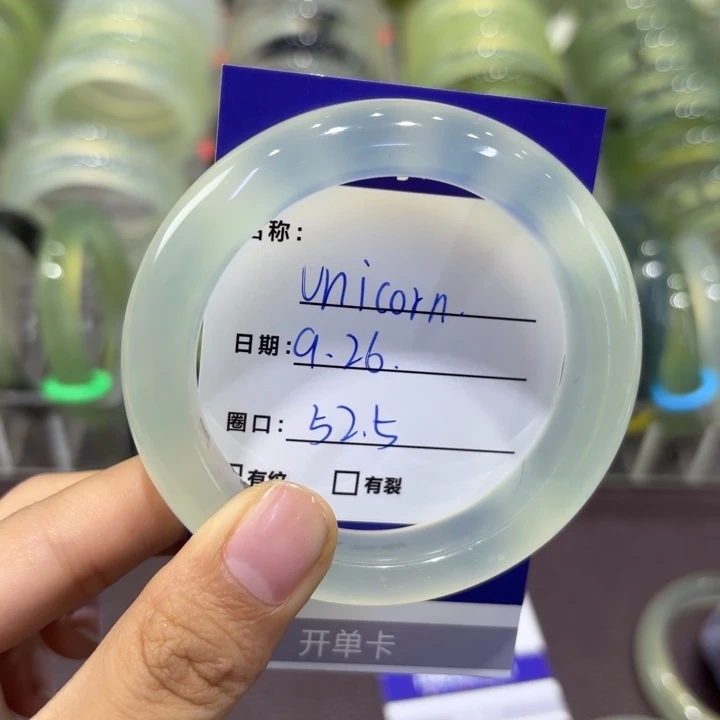 名称：
unicorn.
日期：9.26.
圈口：52.5
□有纹 □有裂
开单卡